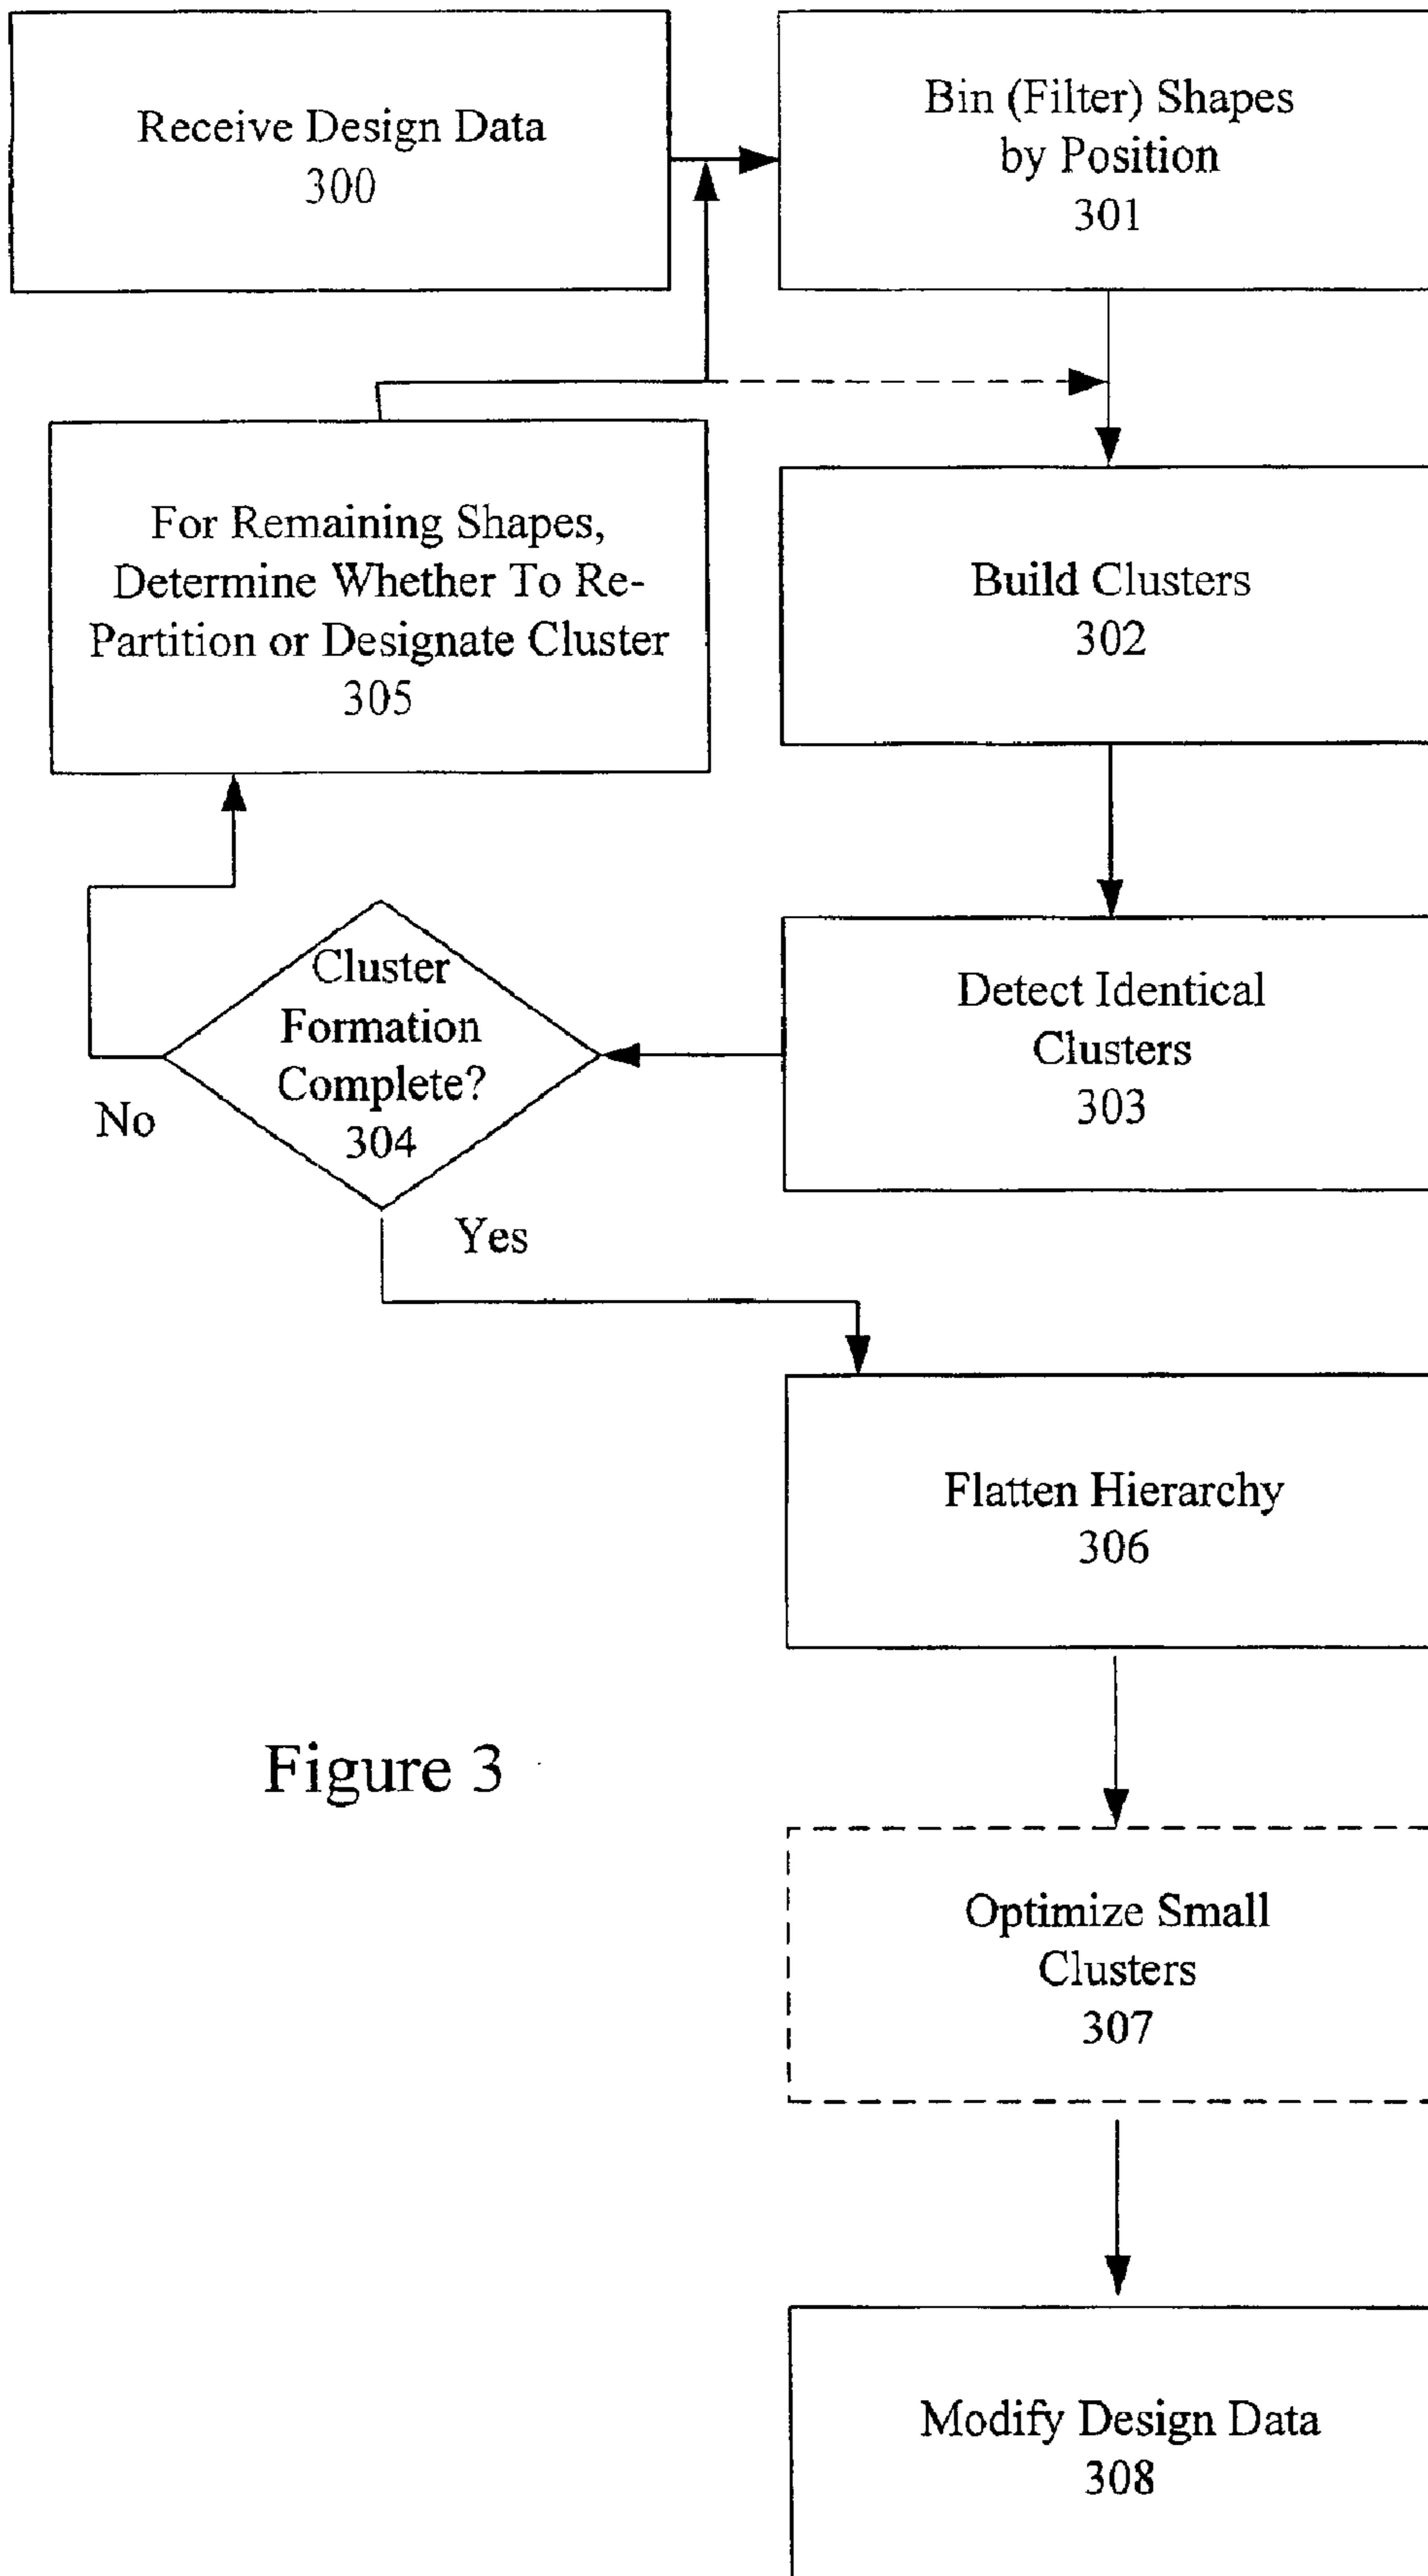 Receive Design Data
300
Bin (Filter) Shapes
by Position
301
For Remaining Shapes,
Determine Whether To Re-
Partition or Designate Cluster
305
Build Clusters
302
Cluster
Formation
Complete?
304
Detect Identical
Clusters
303
No
Yes
Flatten Hierarchy
306
Figure 3
Optimize Small
Clusters
307
Modify Design Data
308